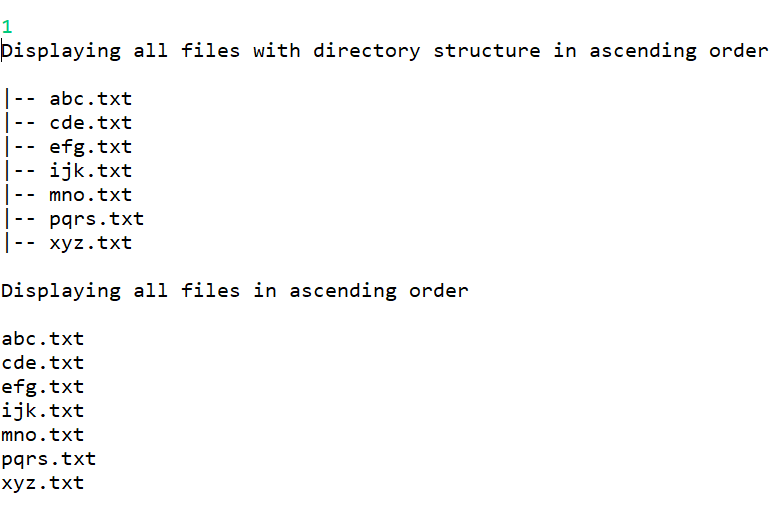 1
Displaying all files with directory structure in ascending order
|-- abc.txt
|-- cde.txt
|-- efg.txt
|-- ijk.txt
|-- mno.txt
|-- pqrs.txt
|-- xyz.txt
Displaying all files in ascending order
abc.txt
cde.txt
efg.txt
ijk.txt
mno.txt
pqrs.txt
xyz.txt